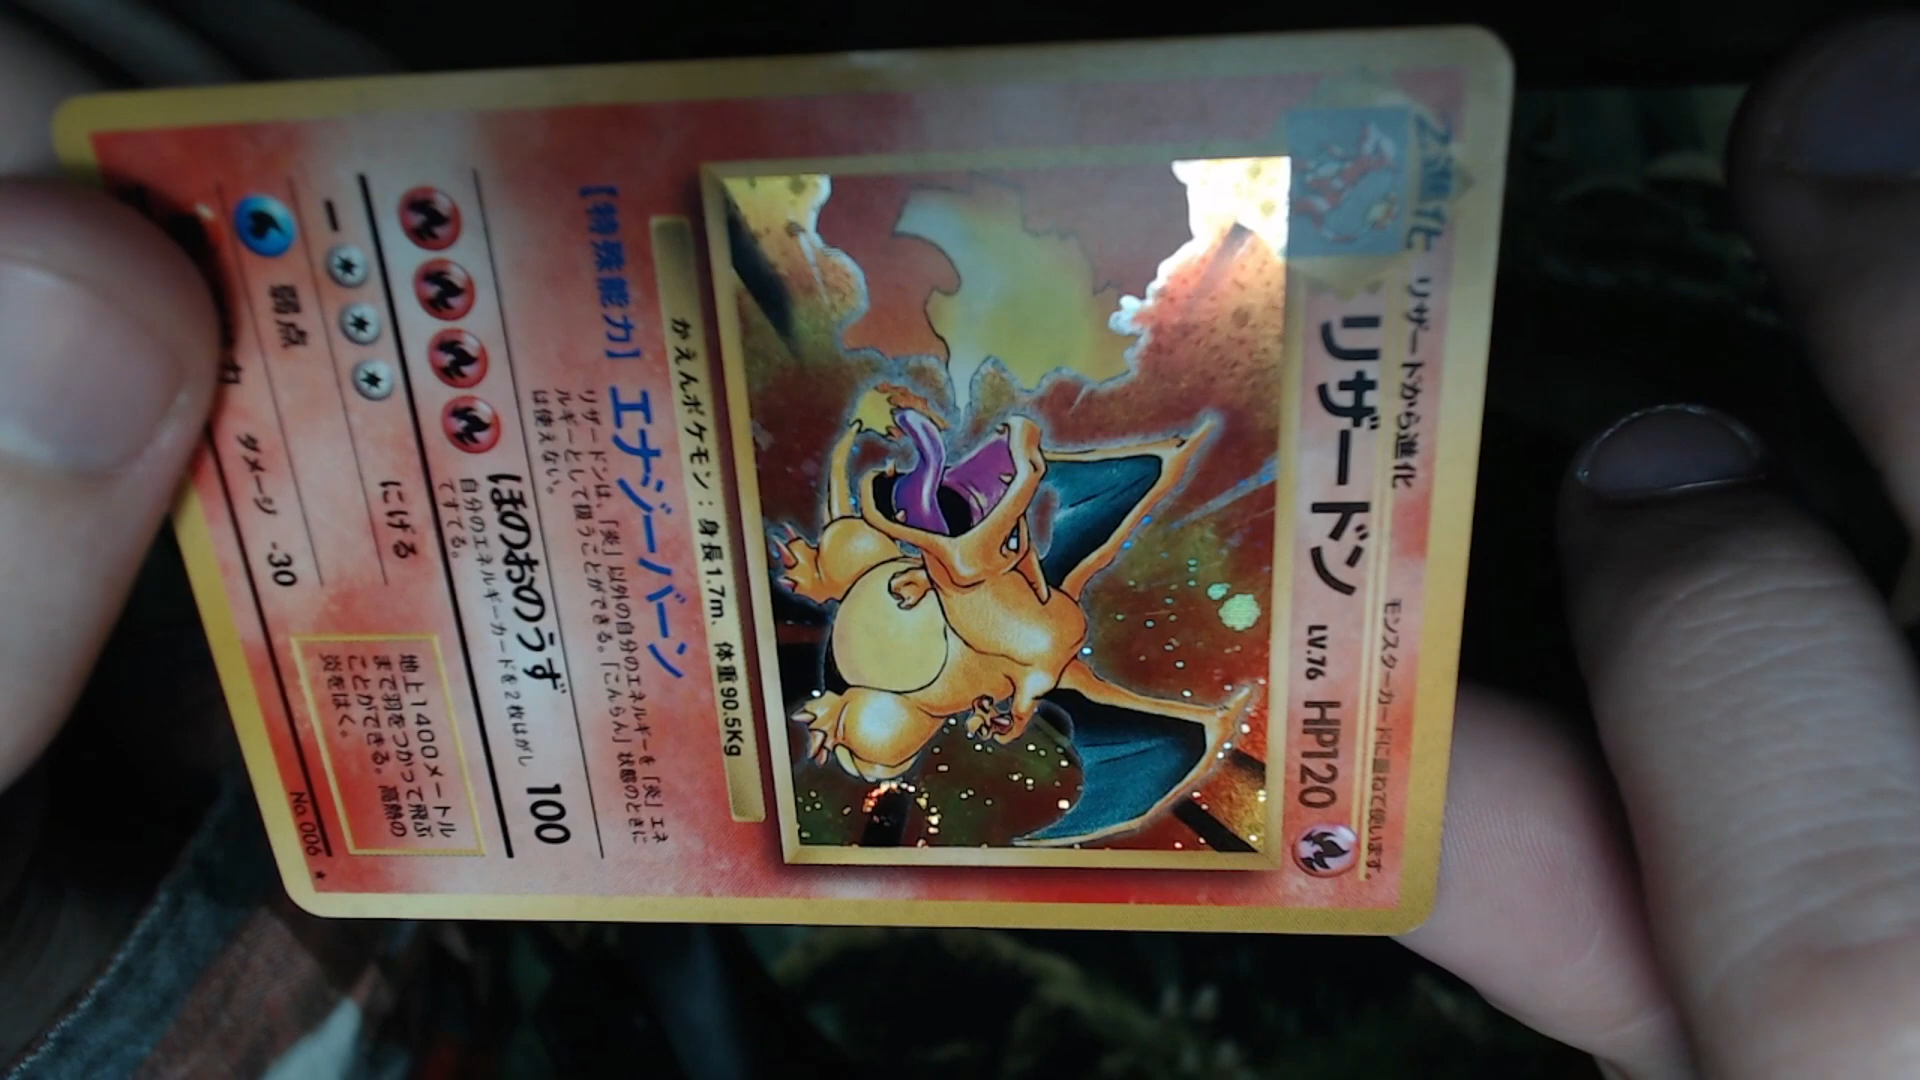 2進化 リザードから進化
モンスターカードに重ねて使います。
リザードン LV.76 HP120
かえんポケモン : 身長1.7m、体重90.5Kg
【特殊能力】エナジーバーン
リザードンは、「炎」以外の自分のエネルギーを「炎」エネ
ルギーとして扱うことができる。「こんらん」状態のときに
は使えない。
ほのおのうず 100
自分のエネルギーカードを2枚はがし
てすてる。
にげる
弱点
ダメージ -30
地上1400メートル
まで羽をつかって飛ぶ
ことができる。高熱の
炎をはく。
No. 006